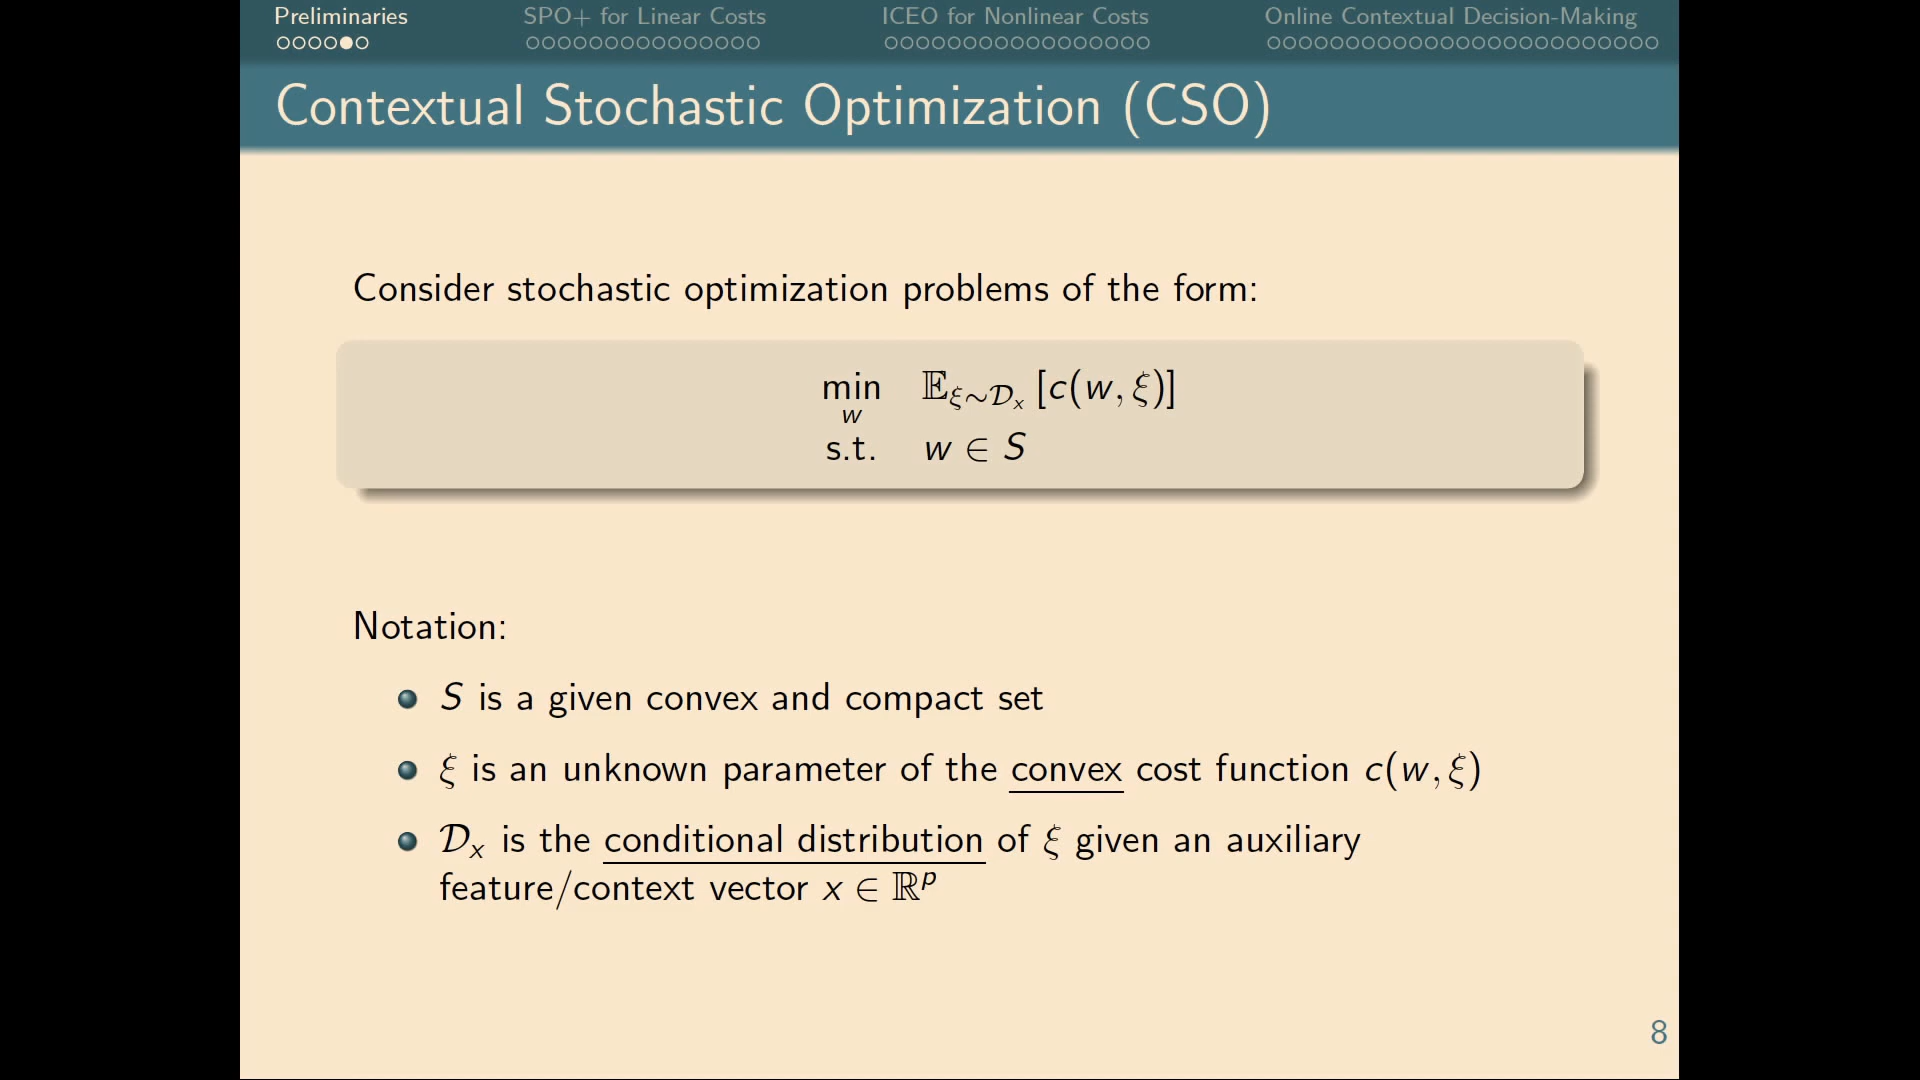 Preliminaries SPO+ for Linear Costs ICEO for Nonlinear Costs Online Contextual Decision-Making
Contextual Stochastic Optimization (CSO)
Consider stochastic optimization problems of the form:
min_w 𝔼_{ξ∼𝒟_x} [c(w, ξ)]
s.t. w ∈ S
Notation:
S is a given convex and compact set
ξ is an unknown parameter of the convex cost function c(w, ξ)
𝒟_x is the conditional distribution of ξ given an auxiliary
feature/context vector x ∈ ℝ^p
8